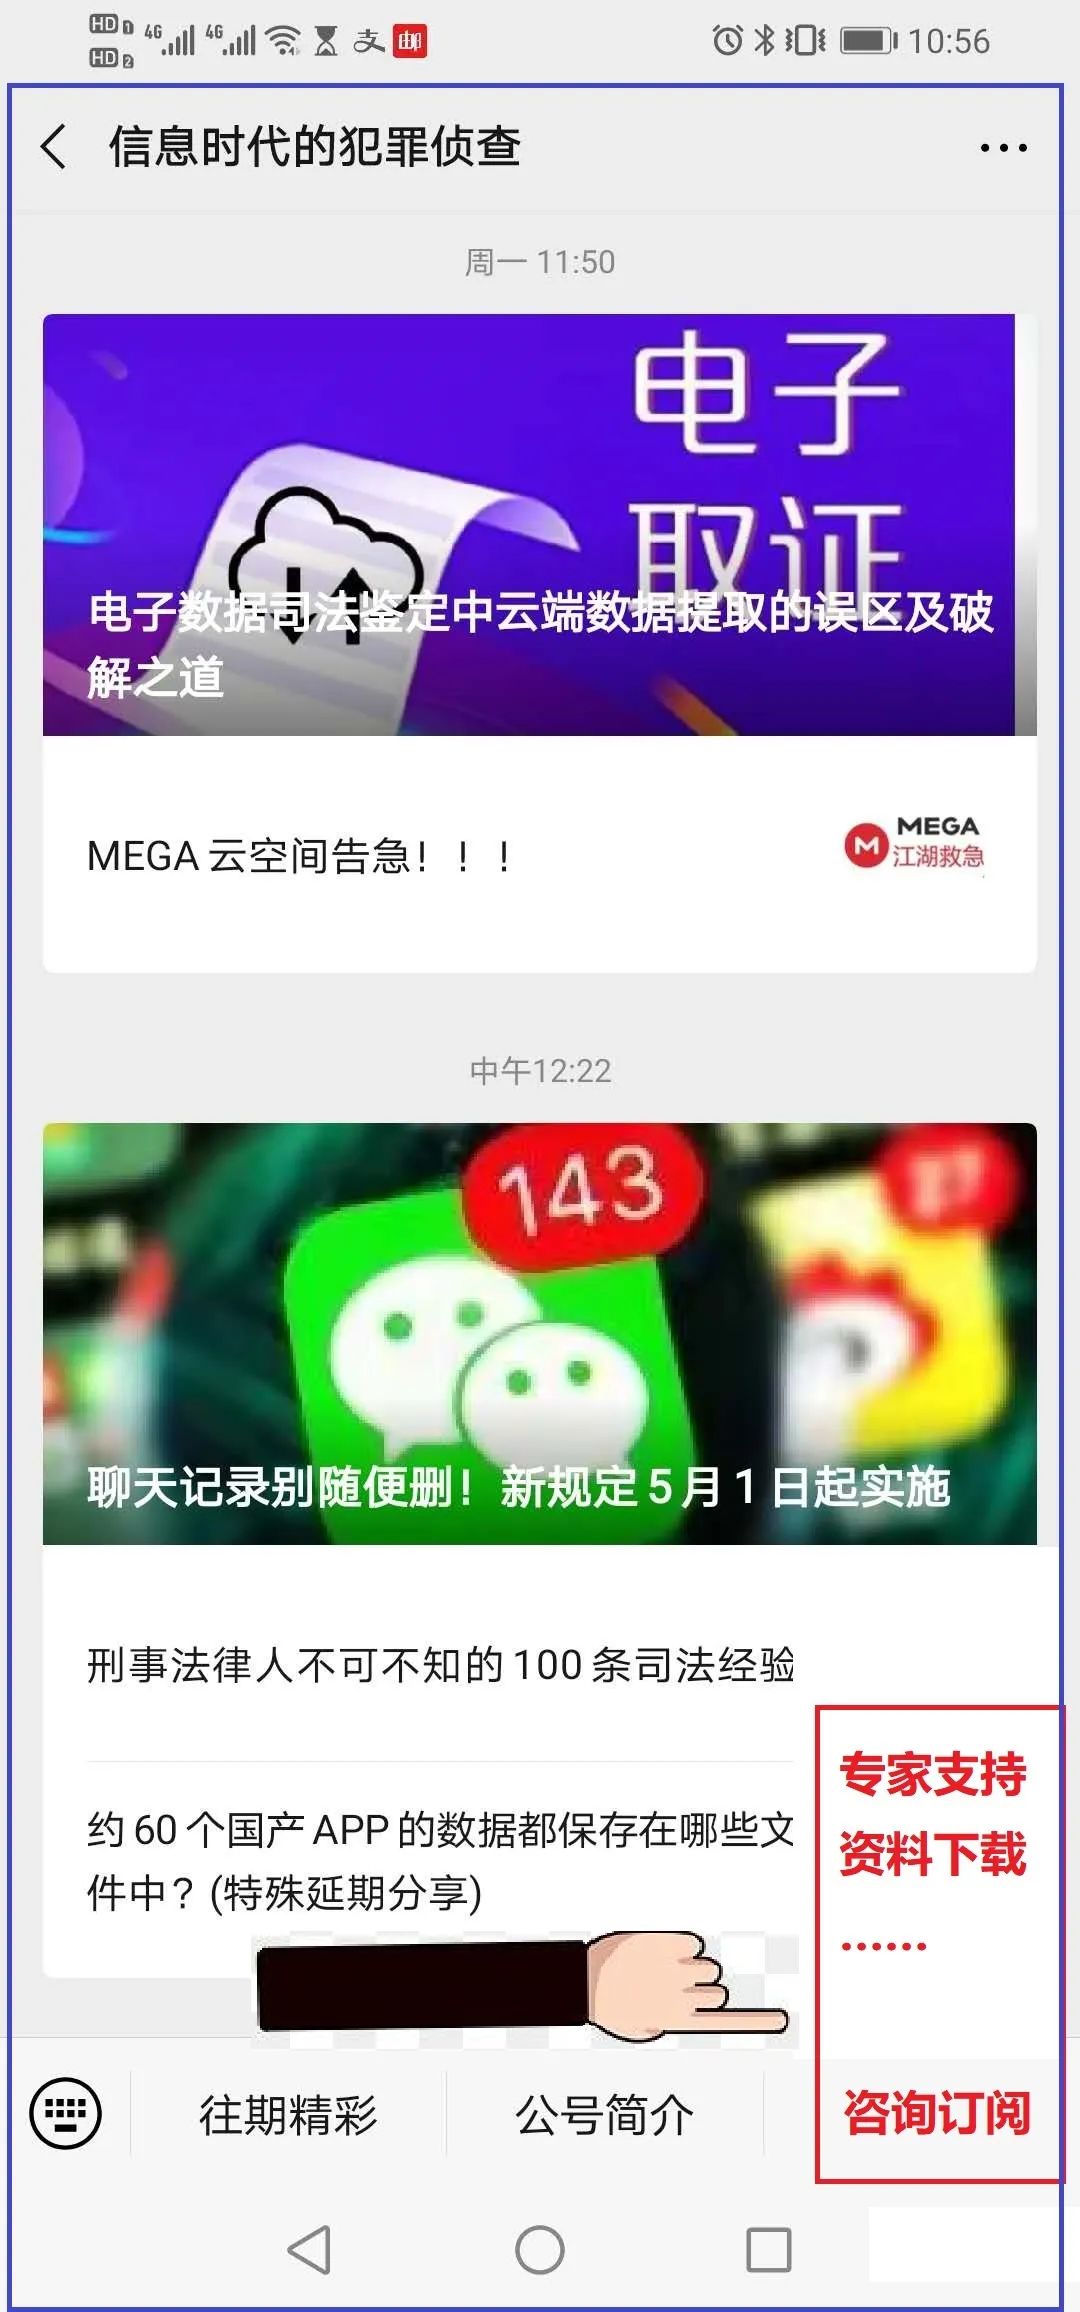 HD 1 4G 4G 支 邮
HD 2
10:56
信息时代的犯罪侦查
周一 11:50
电子
取证
电子数据司法鉴定中云端数据提取的误区及破
解之道
MEGA 云空间告急！！！
MEGA
M 江湖救急
中午12:22
143
聊天记录别随便删！新规定 5 月 1 日起实施
刑事法律人不可不知的 100 条司法经验
约 60 个国产 APP 的数据都保存在哪些文
件中？(特殊延期分享)
专家支持
资料下载
……
往期精彩
公号简介
咨询订阅